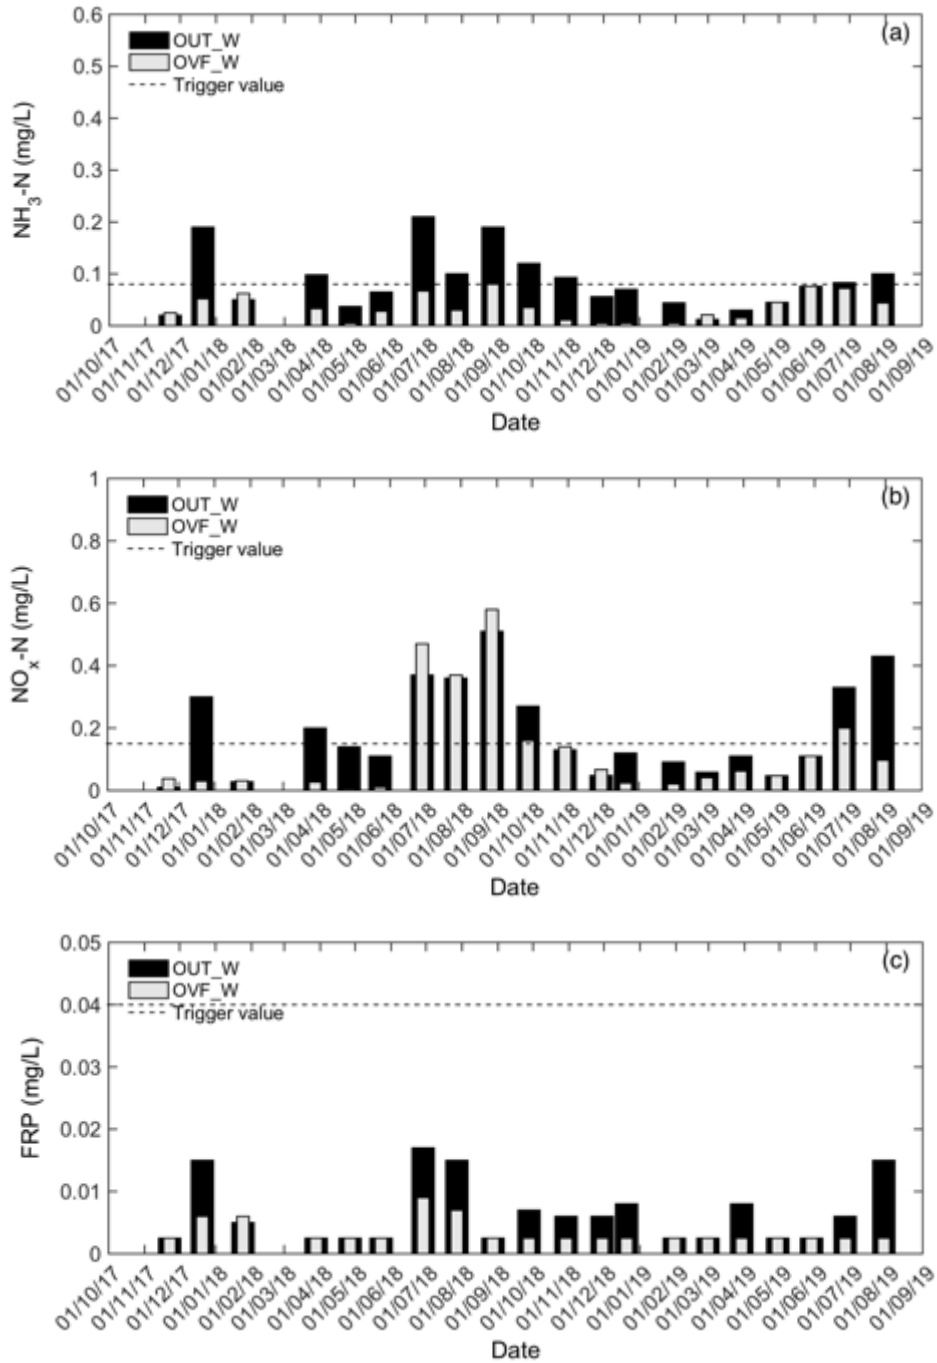 (a)
OUT_W
OVF_W
Trigger value
0.6
0.5
0.4
0.3
0.2
0.1
0
NH3-N (mg/L)
01/10/17 01/11/17 01/12/17 01/01/18 01/02/18 01/03/18 01/04/18 01/05/18 01/06/18 01/07/18 01/08/18 01/09/18 01/10/18 01/11/18 01/12/18 01/01/19 01/02/19 01/03/19 01/04/19 01/05/19 01/06/19 01/07/19 01/08/19 01/09/19
Date
(b)
OUT_W
OVF_W
Trigger value
1
0.8
0.6
0.4
0.2
0
NOx-N (mg/L)
01/10/17 01/11/17 01/12/17 01/01/18 01/02/18 01/03/18 01/04/18 01/05/18 01/06/18 01/07/18 01/08/18 01/09/18 01/10/18 01/11/18 01/12/18 01/01/19 01/02/19 01/03/19 01/04/19 01/05/19 01/06/19 01/07/19 01/08/19 01/09/19
Date
(c)
OUT_W
OVF_W
Trigger value
0.05
0.04
0.03
0.02
0.01
0
FRP (mg/L)
01/10/17 01/11/17 01/12/17 01/01/18 01/02/18 01/03/18 01/04/18 01/05/18 01/06/18 01/07/18 01/08/18 01/09/18 01/10/18 01/11/18 01/12/18 01/01/19 01/02/19 01/03/19 01/04/19 01/05/19 01/06/19 01/07/19 01/08/19 01/09/19
Date